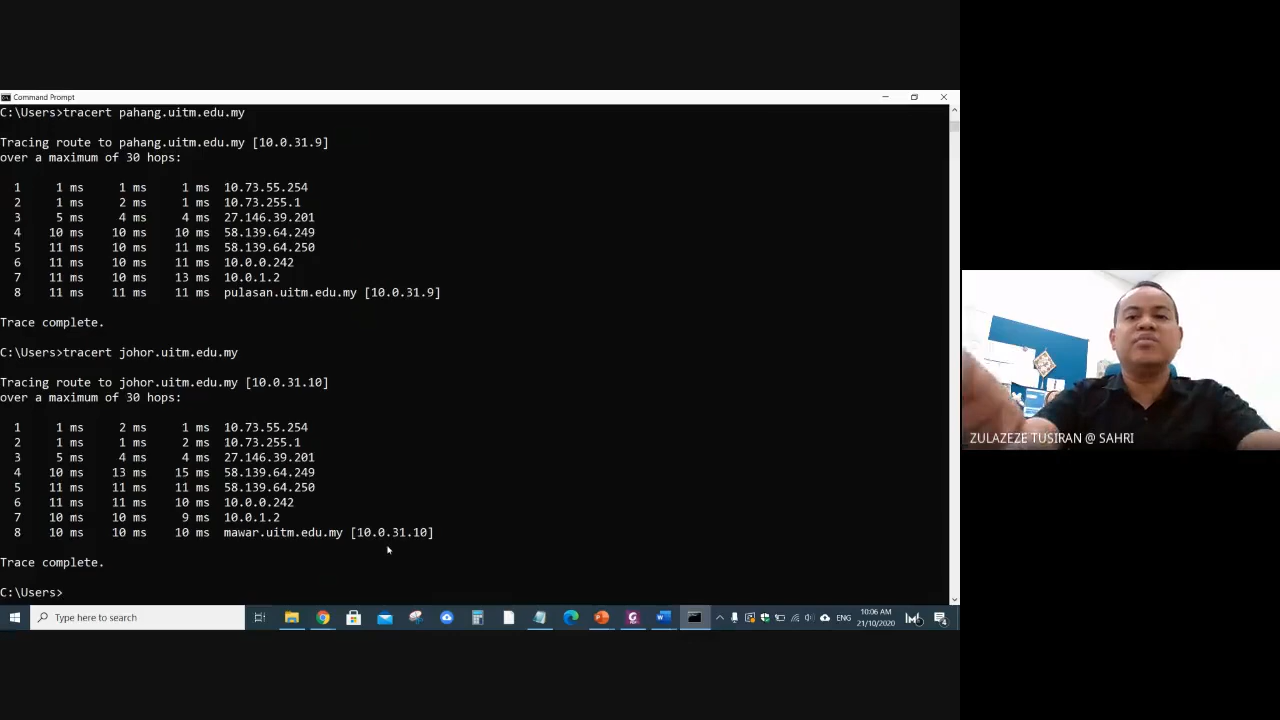 Command Prompt
C:\Users>tracert pahang.uitm.edu.my
Tracing route to pahang.uitm.edu.my [10.0.31.9]
over a maximum of 30 hops:
1 1 ms 1 ms 1 ms 10.73.55.254
2 1 ms 2 ms 1 ms 10.73.255.1
3 5 ms 4 ms 4 ms 27.146.39.201
4 10 ms 10 ms 10 ms 58.139.64.249
5 11 ms 10 ms 11 ms 58.139.64.250
6 11 ms 10 ms 11 ms 10.0.0.242
7 11 ms 10 ms 13 ms 10.0.1.2
8 11 ms 11 ms 11 ms pulasan.uitm.edu.my [10.0.31.9]
Trace complete.
C:\Users>tracert johor.uitm.edu.my
Tracing route to johor.uitm.edu.my [10.0.31.10]
over a maximum of 30 hops:
1 1 ms 2 ms 1 ms 10.73.55.254
2 1 ms 1 ms 2 ms 10.73.255.1
3 5 ms 4 ms 4 ms 27.146.39.201
4 10 ms 13 ms 15 ms 58.139.64.249
5 11 ms 11 ms 11 ms 58.139.64.250
6 11 ms 11 ms 10 ms 10.0.0.242
7 10 ms 10 ms 9 ms 10.0.1.2
8 10 ms 10 ms 10 ms mawar.uitm.edu.my [10.0.31.10]
Trace complete.
C:\Users>
Type here to search
ENG
10:06 AM
21/10/2020
4
ZULAZEZE TUSIRAN @ SAHRI